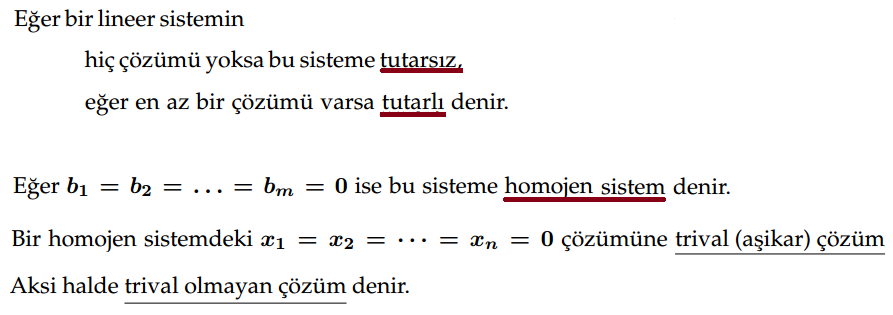 Eğer bir lineer sistemin
hiç çözümü yoksa bu sisteme tutarsız,
eğer en az bir çözümü varsa tutarlı denir.
Eğer b₁ = b₂ = ... = bₘ = 0 ise bu sisteme homojen sistem denir.
Bir homojen sistemdeki x₁ = x₂ = ··· = xₙ = 0 çözümüne trival (aşikar) çözüm
Aksi halde trival olmayan çözüm denir.